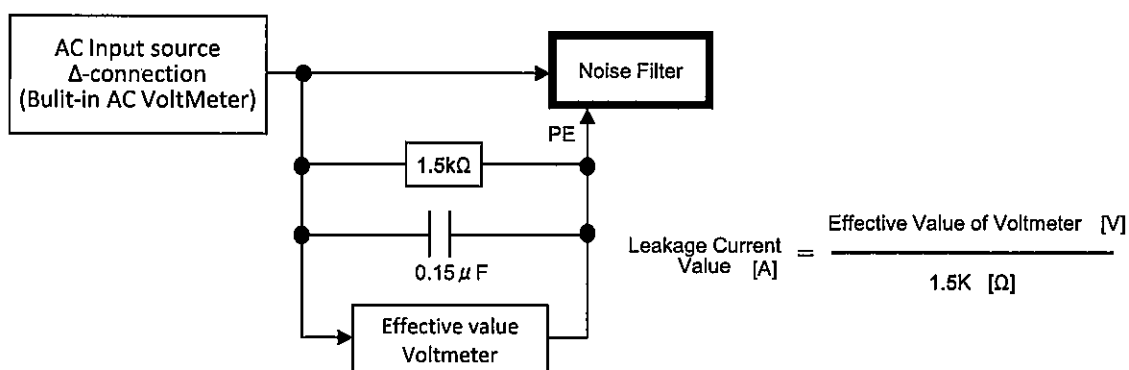 AC Input source
Δ-connection
(Bulit-in AC VoltMeter)
Noise Filter
PE
1.5kΩ
0.15 μ F
Effective value
Voltmeter
Leakage Current
Value [A]
=
Effective Value of Voltmeter [V]
1.5K [Ω]